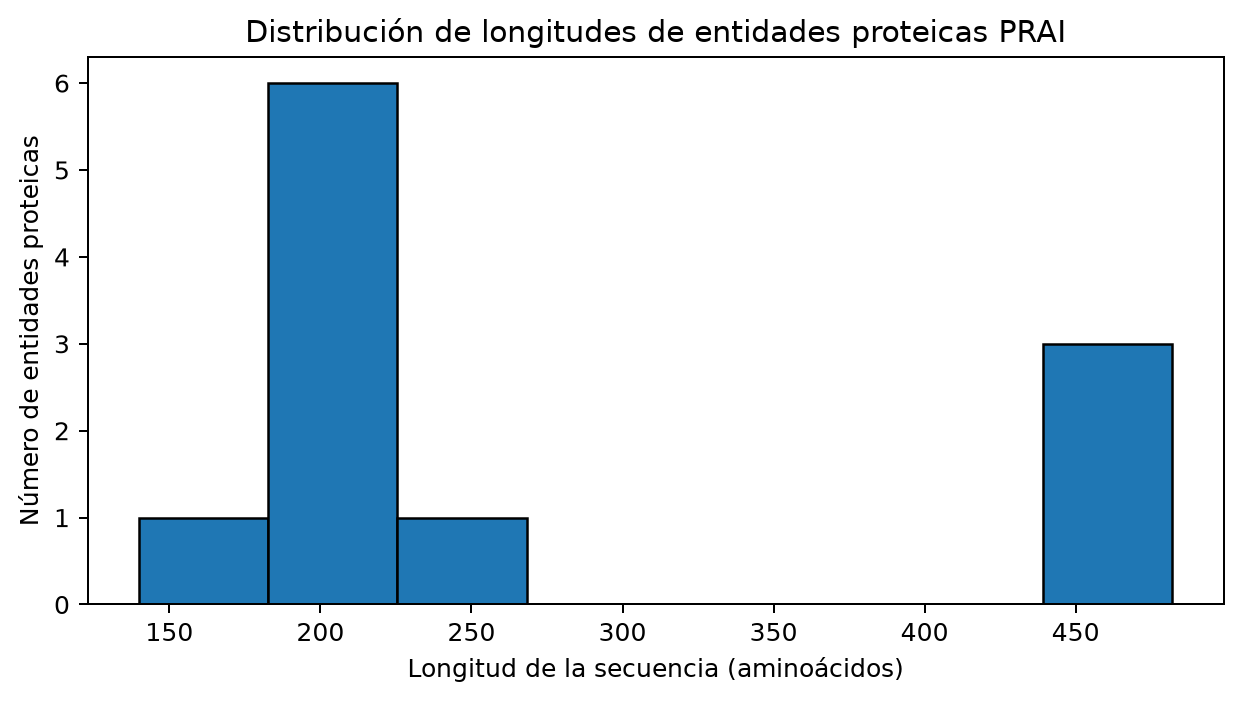 Distribución de longitudes de entidades proteicas PRAI
Número de entidades proteicas
6
5
4
3
2
1
0
150 200 250 300 350 400 450
Longitud de la secuencia (aminoácidos)